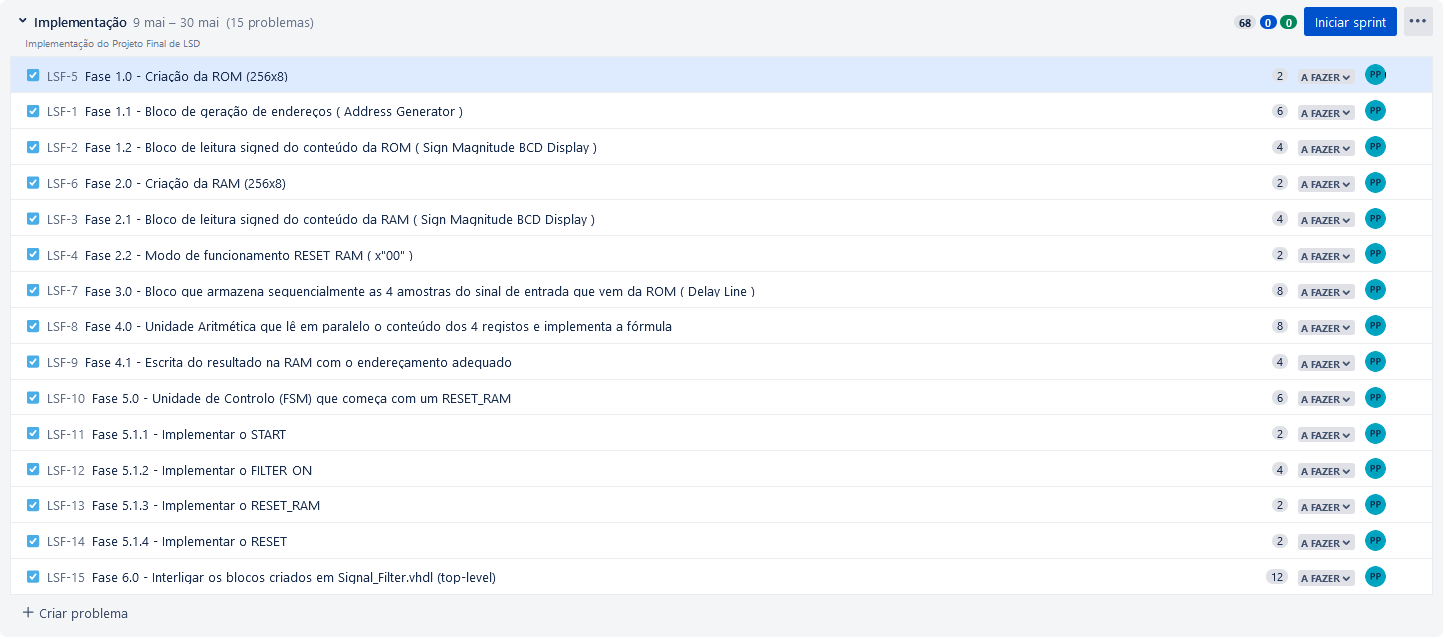 Implementação 9 mai – 30 mai (15 problemas) 68 0 0 Iniciar sprint
Implementação do Projeto Final de LSD
LSF-5 Fase 1.0 - Criação da ROM (256x8) 2 A FAZER PP
LSF-1 Fase 1.1 - Bloco de geração de endereços ( Address Generator ) 6 A FAZER PP
LSF-2 Fase 1.2 - Bloco de leitura signed do conteúdo da ROM ( Sign Magnitude BCD Display ) 4 A FAZER PP
LSF-6 Fase 2.0 - Criação da RAM (256x8) 2 A FAZER PP
LSF-3 Fase 2.1 - Bloco de leitura signed do conteúdo da RAM ( Sign Magnitude BCD Display ) 4 A FAZER PP
LSF-4 Fase 2.2 - Modo de funcionamento RESET_RAM ( x"00" ) 2 A FAZER PP
LSF-7 Fase 3.0 - Bloco que armazena sequencialmente as 4 amostras do sinal de entrada que vem da ROM ( Delay Line ) 8 A FAZER PP
LSF-8 Fase 4.0 - Unidade Aritmética que lê em paralelo o conteúdo dos 4 registos e implementa a fórmula 8 A FAZER PP
LSF-9 Fase 4.1 - Escrita do resultado na RAM com o endereçamento adequado 4 A FAZER PP
LSF-10 Fase 5.0 - Unidade de Controlo (FSM) que começa com um RESET_RAM 6 A FAZER PP
LSF-11 Fase 5.1.1 - Implementar o START 2 A FAZER PP
LSF-12 Fase 5.1.2 - Implementar o FILTER_ON 4 A FAZER PP
LSF-13 Fase 5.1.3 - Implementar o RESET_RAM 2 A FAZER PP
LSF-14 Fase 5.1.4 - Implementar o RESET 2 A FAZER PP
LSF-15 Fase 6.0 - Interligar os blocos criados em Signal_Filter.vhdl (top-level) 12 A FAZER PP
+ Criar problema